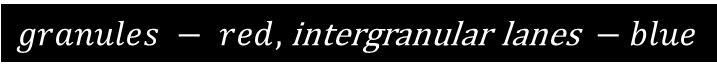 granules − red, intergranular lanes − blue